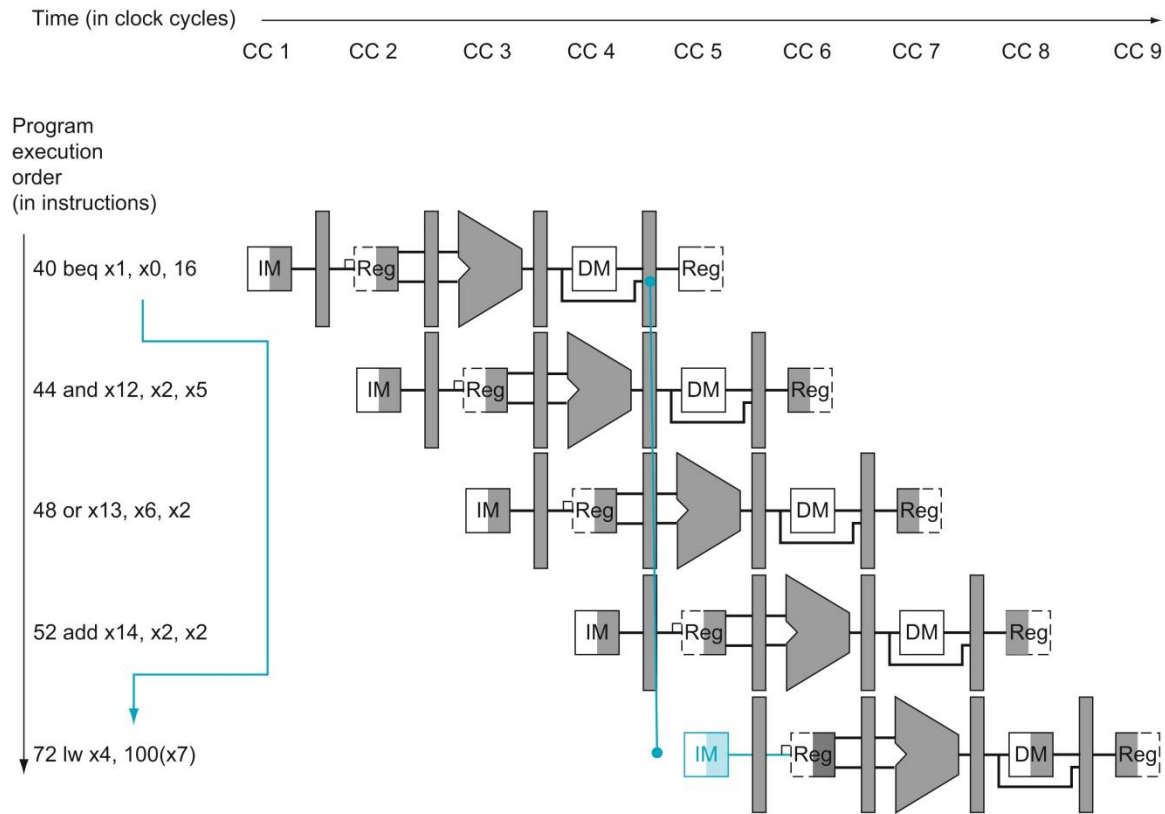 Time (in clock cycles)
CC 1 CC 2 CC 3 CC 4 CC 5 CC 6 CC 7 CC 8 CC 9
Program
execution
order
(in instructions)
40 beq x1, x0, 16 IM Reg DM Reg
44 and x12, x2, x5 IM Reg DM Reg
48 or x13, x6, x2 IM Reg DM Reg
52 add x14, x2, x2 IM Reg DM Reg
72 lw x4, 100(x7) IM Reg DM Reg